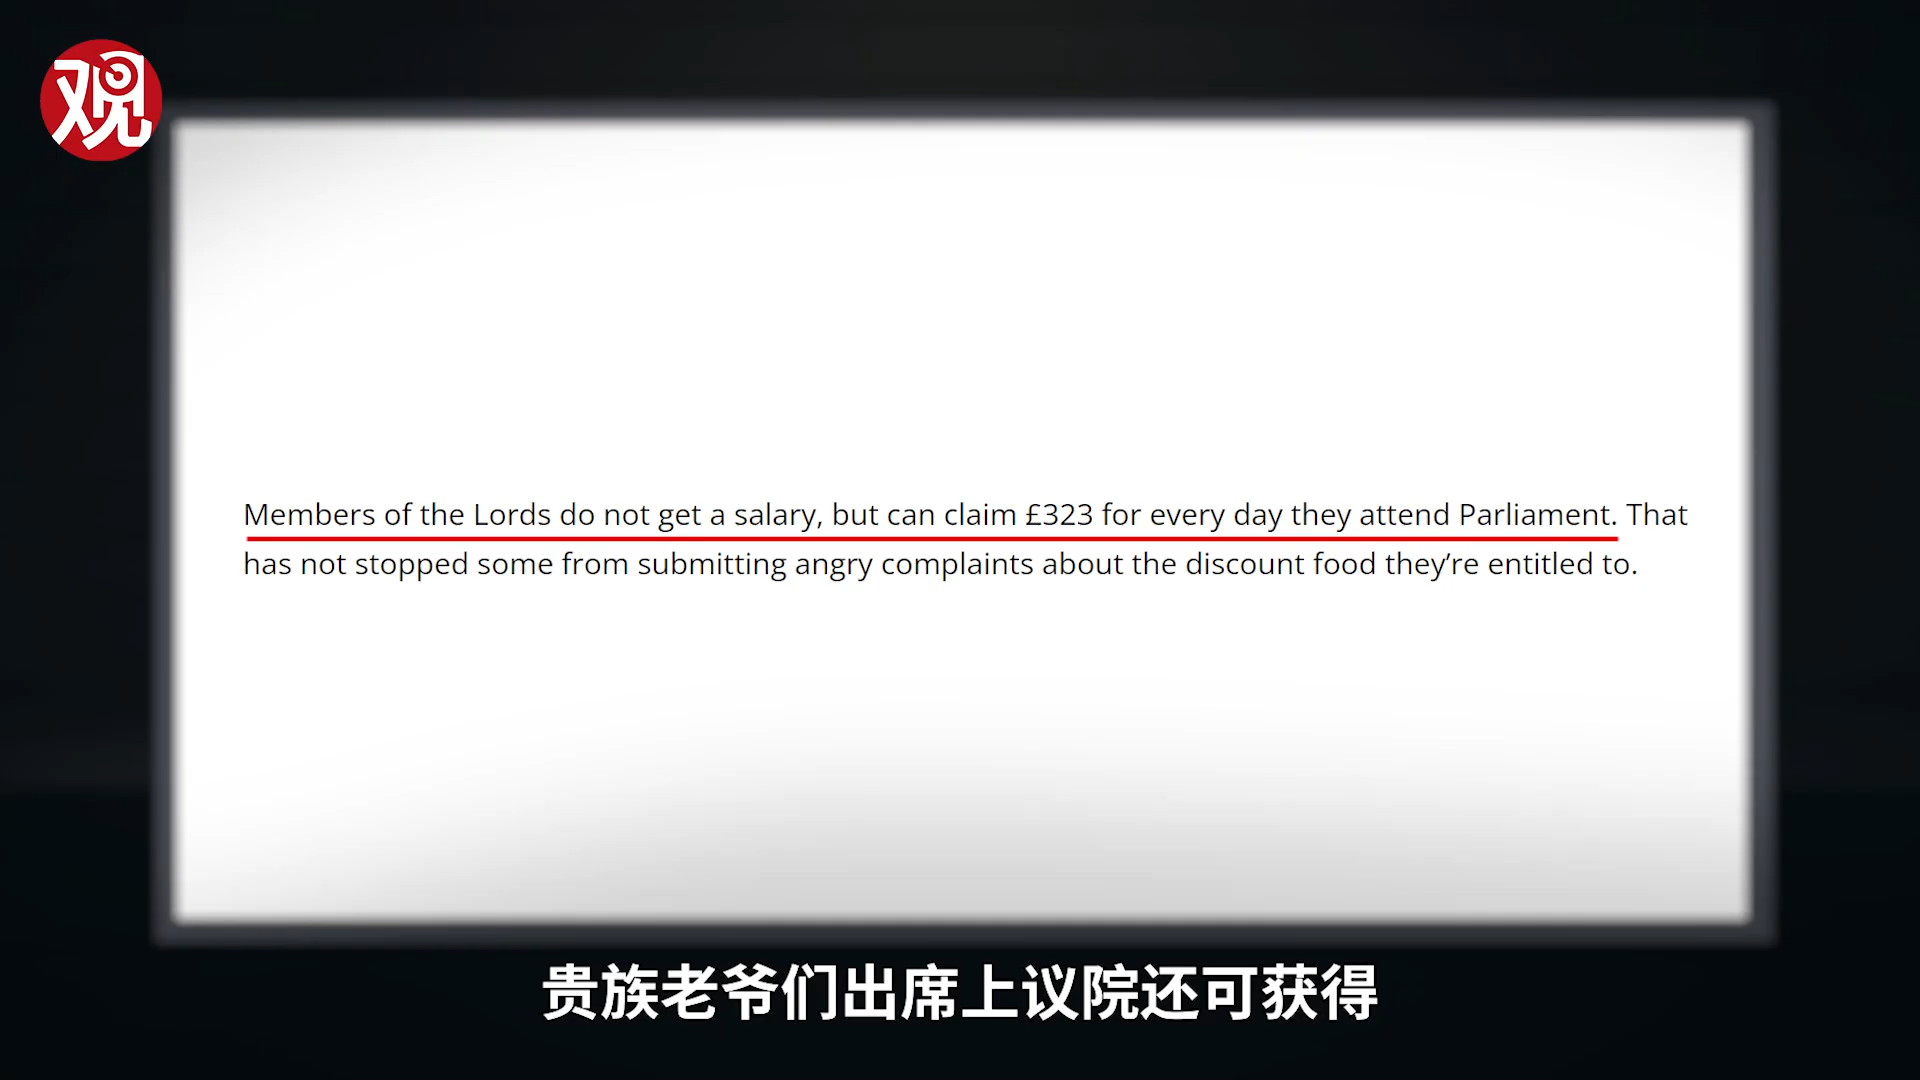 观
Members of the Lords do not get a salary, but can claim £323 for every day they attend Parliament. That
has not stopped some from submitting angry complaints about the discount food they’re entitled to.
贵族老爷们出席上议院还可获得